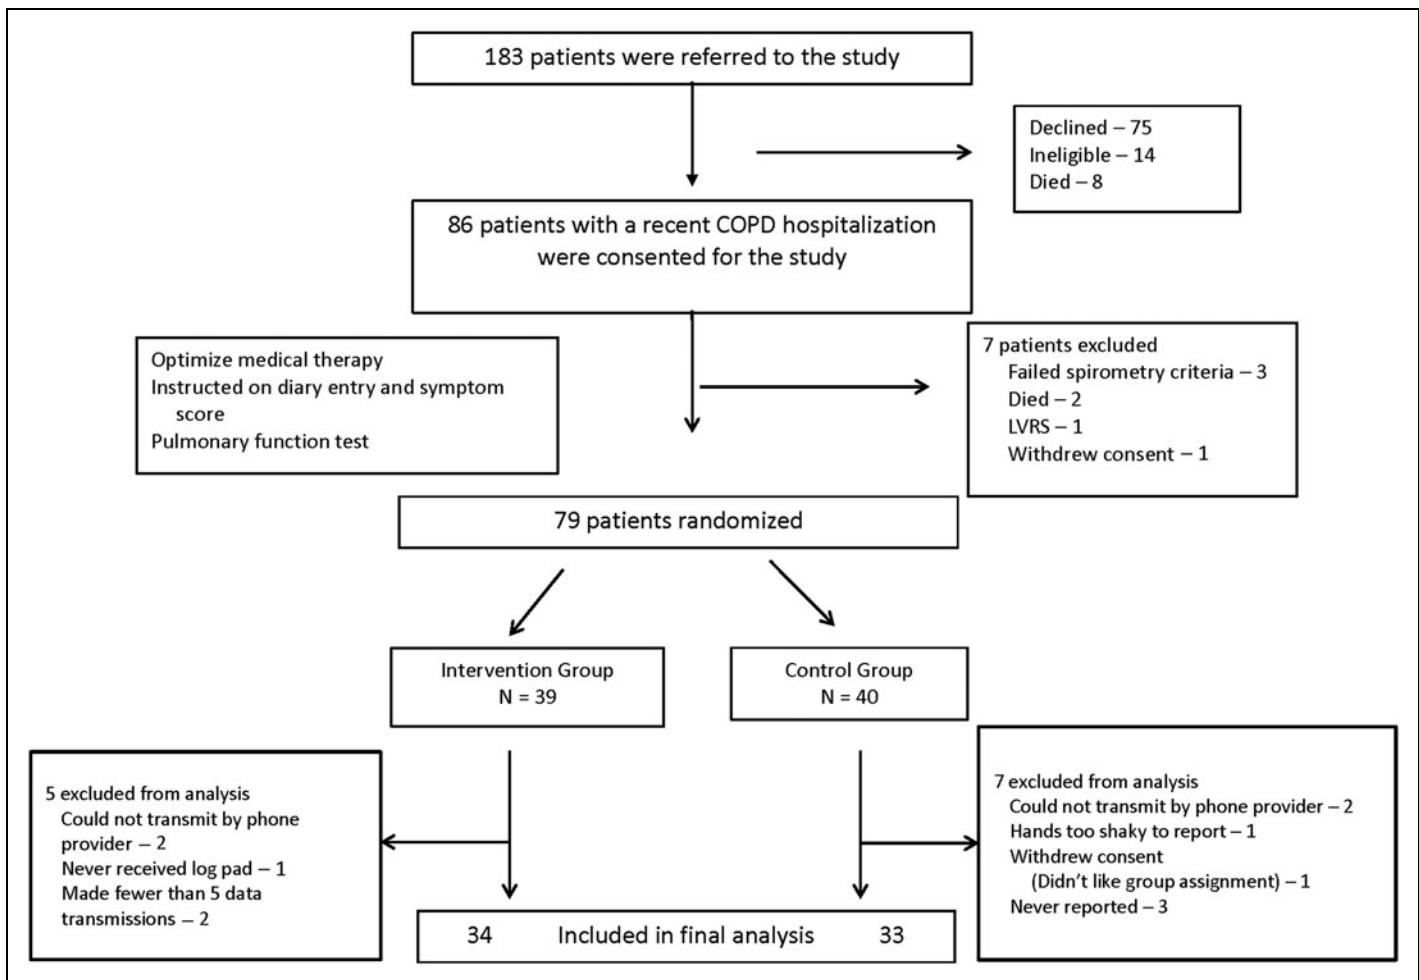 183 patients were referred to the study
Declined – 75
Ineligible – 14
Died – 8
86 patients with a recent COPD hospitalization
were consented for the study
Optimize medical therapy
Instructed on diary entry and symptom
score
Pulmonary function test
7 patients excluded
Failed spirometry criteria – 3
Died – 2
LVRS – 1
Withdrew consent – 1
79 patients randomized
Intervention Group
N = 39
Control Group
N = 40
5 excluded from analysis
Could not transmit by phone
provider – 2
Never received log pad – 1
Made fewer than 5 data
transmissions – 2
7 excluded from analysis
Could not transmit by phone provider – 2
Hands too shaky to report – 1
Withdrew consent
(Didn't like group assignment) – 1
Never reported – 3
34 Included in final analysis 33